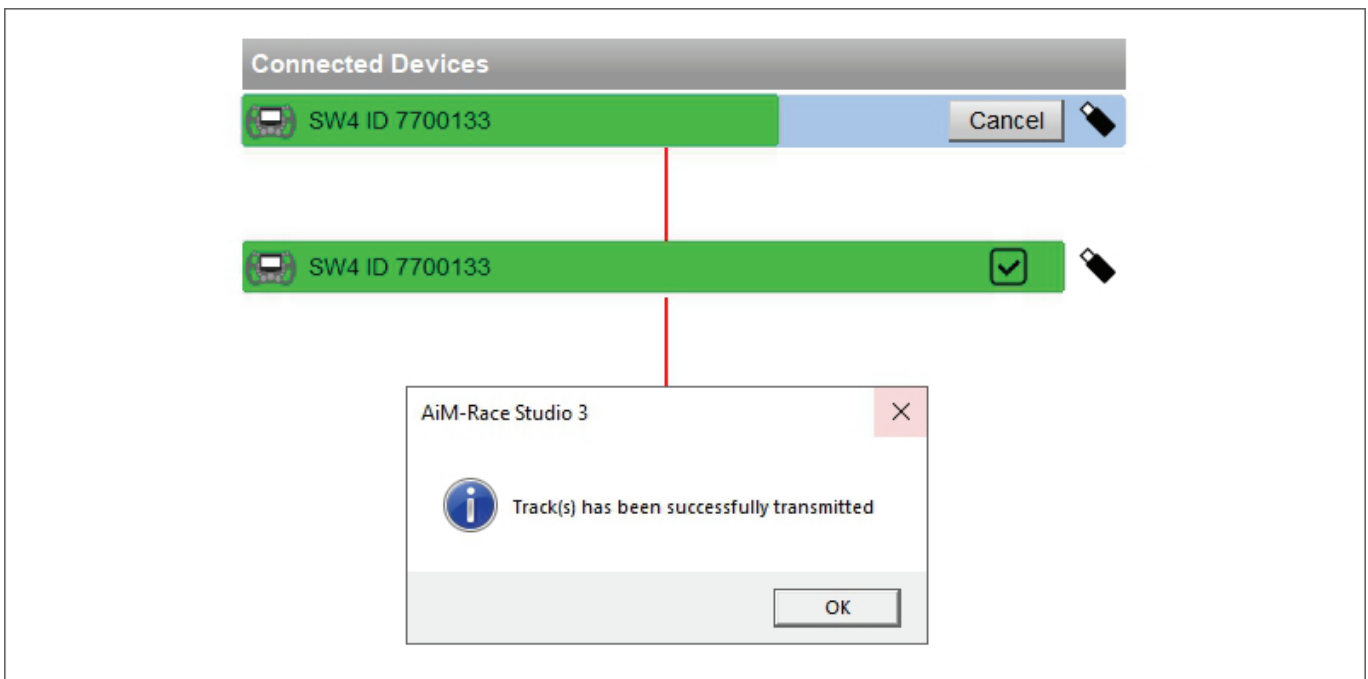 Connected Devices
SW4 ID 7700133
Cancel
SW4 ID 7700133
AiM-Race Studio 3
Track(s) has been successfully transmitted
OK